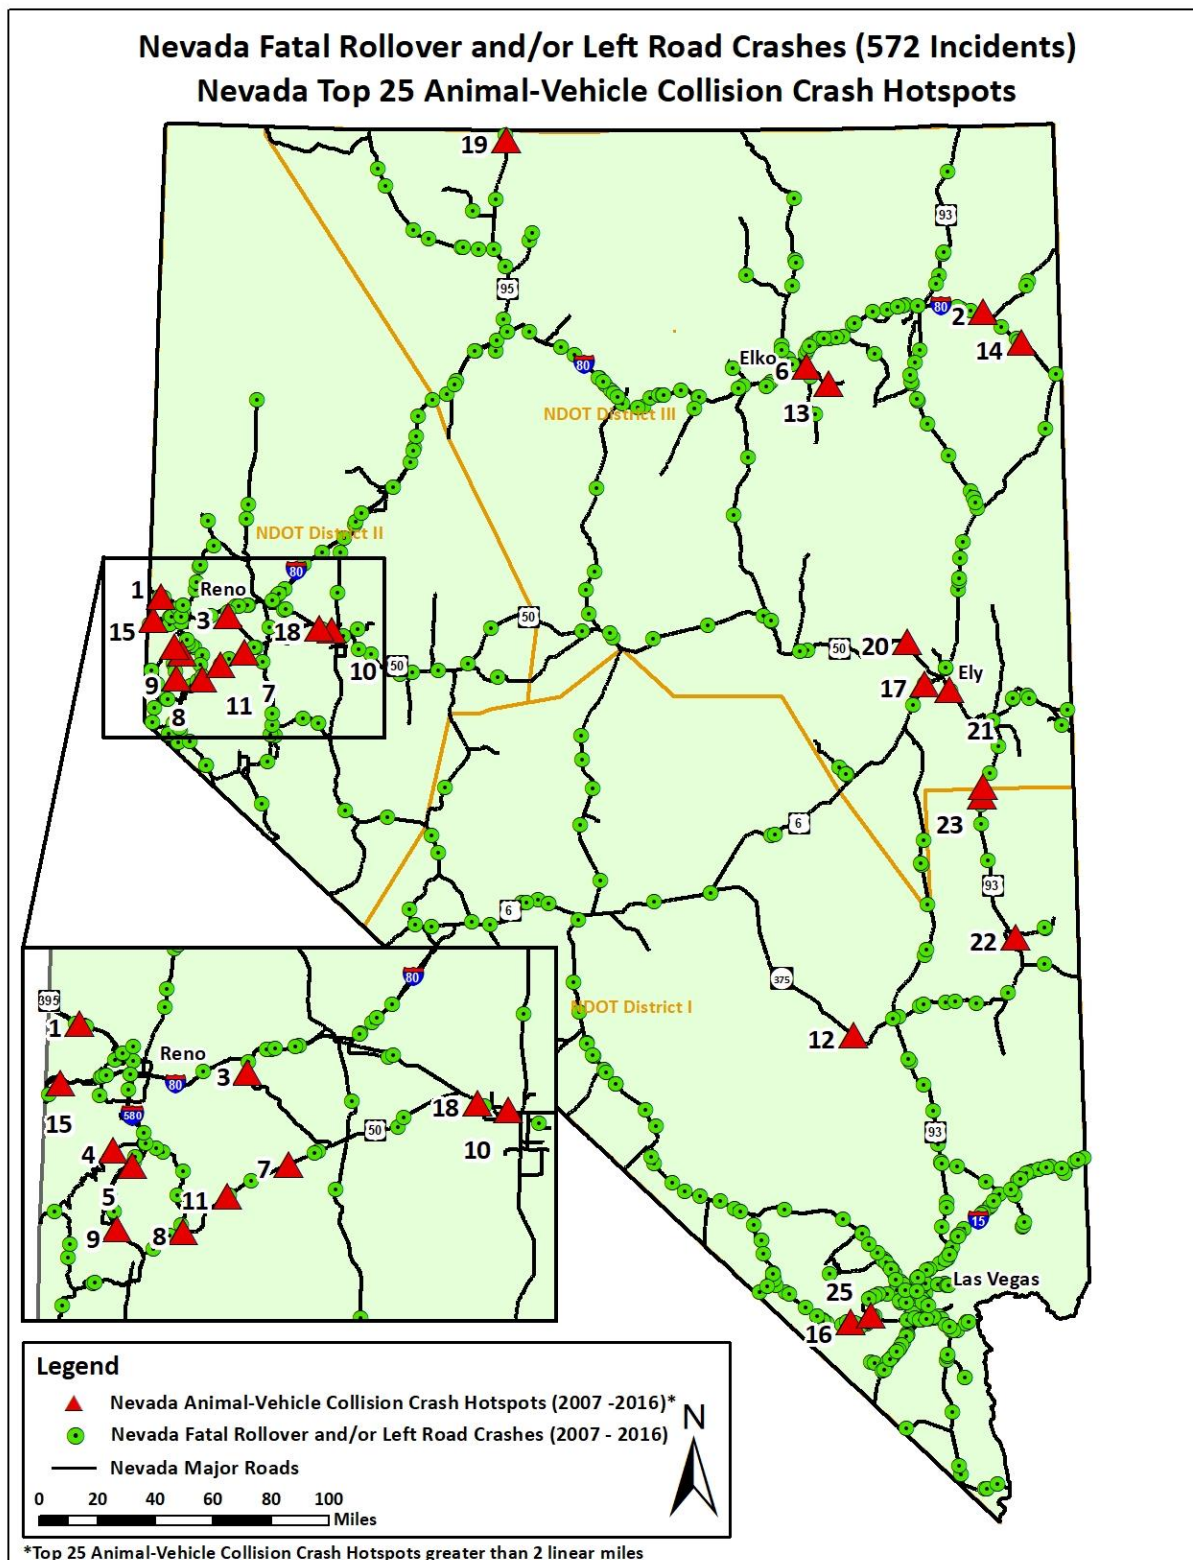 Nevada Fatal Rollover and/or Left Road Crashes (572 Incidents)
Nevada Top 25 Animal-Vehicle Collision Crash Hotspots
19
93
95
80
2
14
Elko
6
80
13
NDOT District III
NDOT District II
80
1
Reno
3
15
18
50
50
20
10
50
Ely
9
17
11
7
8
21
6
23
93
6
22
375
NDOT District I
12
93
15
Las Vegas
25
16
80
395
1
Reno
3
80
15
580
18
50
10
4
7
5
11
9
8
Legend
Nevada Animal-Vehicle Collision Crash Hotspots (2007 -2016)*
Nevada Fatal Rollover and/or Left Road Crashes (2007 - 2016)
Nevada Major Roads
0 20 40 60 80 100
Miles
N
*Top 25 Animal-Vehicle Collision Crash Hotspots greater than 2 linear miles